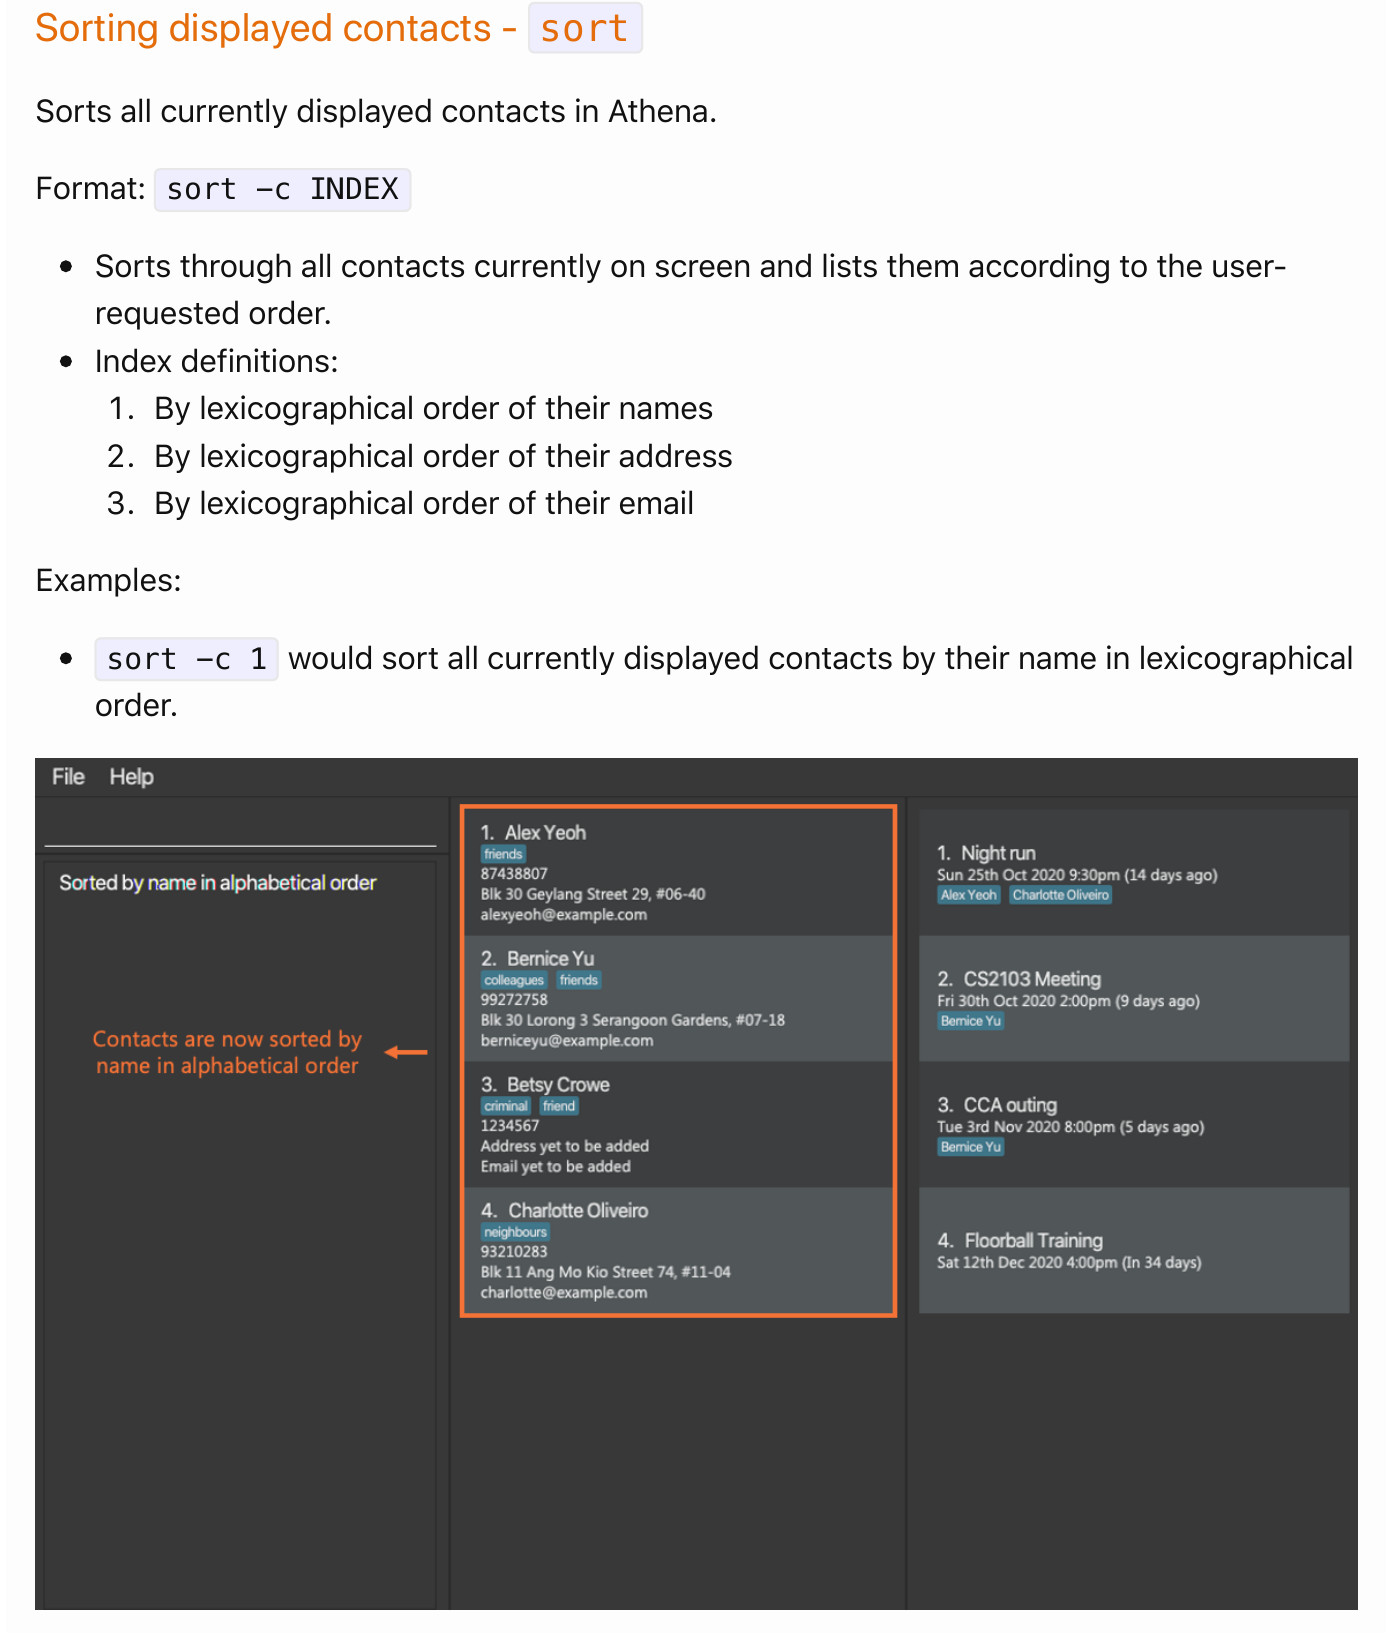 Sorting displayed contacts - sort
Sorts all currently displayed contacts in Athena.
Format: sort -c INDEX
• Sorts through all contacts currently on screen and lists them according to the user-
requested order.
• Index definitions:
1. By lexicographical order of their names
2. By lexicographical order of their address
3. By lexicographical order of their email
Examples:
• sort -c 1 would sort all currently displayed contacts by their name in lexicographical
order.
File Help
Sorted by name in alphabetical order
Contacts are now sorted by
name in alphabetical order
1. Alex Yeoh
friends
87438807
Blk 30 Geylang Street 29, #06-40
alexyeoh@example.com
2. Bernice Yu
colleagues friends
99272758
Blk 30 Lorong 3 Serangoon Gardens, #07-18
berniceyu@example.com
3. Betsy Crowe
criminal friend
1234567
Address yet to be added
Email yet to be added
4. Charlotte Oliveiro
neighbours
93210283
Blk 11 Ang Mo Kio Street 74, #11-04
charlotte@example.com
1. Night run
Sun 25th Oct 2020 9:30pm (14 days ago)
Alex Yeoh Charlotte Oliveiro
2. CS2103 Meeting
Fri 30th Oct 2020 2:00pm (9 days ago)
Bernice Yu
3. CCA outing
Tue 3rd Nov 2020 8:00pm (5 days ago)
Bernice Yu
4. Floorball Training
Sat 12th Dec 2020 4:00pm (In 34 days)